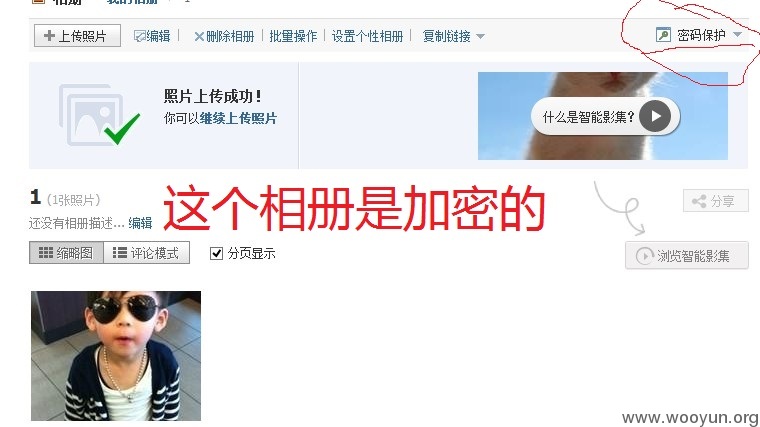 相册 我的相册 1
上传照片 编辑 删除相册 批量操作 设置个性相册 复制链接 密码保护
照片上传成功！
你可以继续上传照片
什么是智能影集？
1（1张照片） 分享
这个相册是加密的
还没有相册描述... 编辑
缩略图 评论模式 分页显示 浏览智能影集
www.wooyun.org